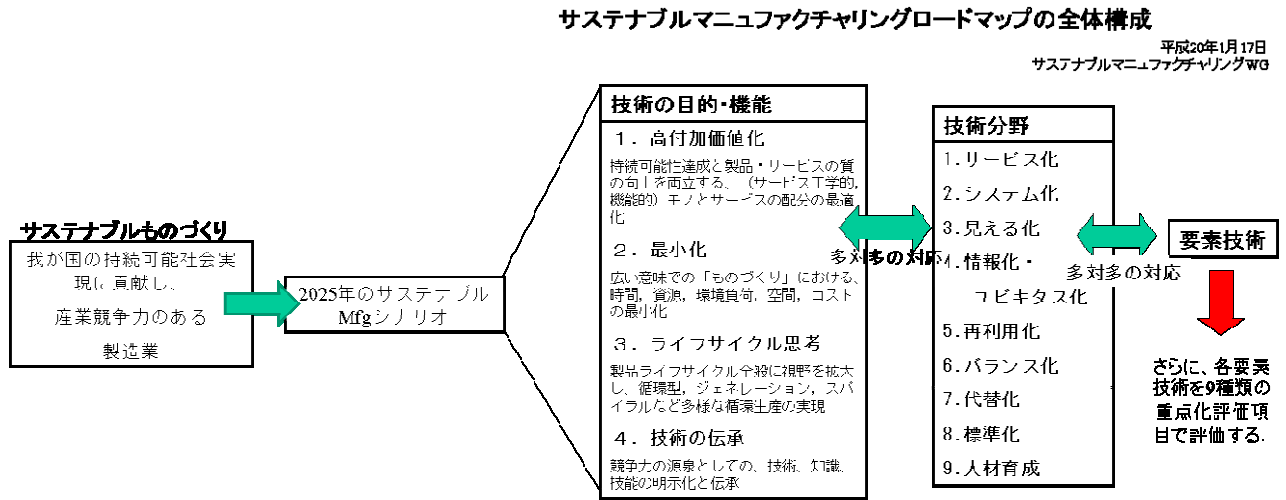 サステナブルマニュファクチャリングロードマップの全体構成
平成20年1月17日
サステナブルマニュファクチャリングWG
サステナブルものづくり
我が国の持続可能社会実
現に貢献し、
産業競争力のある
製造業
2025年のサステナブル
Mfgシナリオ
技術の目的・機能
1．高付加価値化
持続可能性達成と製品・サービスの質
の向上を両立する、（サービス工学的,
機能的）モノとサービスの配分の最適
化
2．最小化
広い意味での「ものづくり」における、
時間，資源，環境負荷，空間，コスト
の最小化
3．ライフサイクル思考
製品ライフサイクル全般に視野を拡大
し、循環型，ジェネレーション，スパ
イラルなど多様な循環生産の実現
4．技術の伝承
競争力の源泉としての、技術、知識、
技能の明示化と伝承
多対多の対応
技術分野
1.サービス化
2.システム化
3.見える化
4.情報化・
ユビキタス化
5.再利用化
6.バランス化
7.代替化
8.標準化
9.人材育成
多対多の対応
要素技術
さらに、各要素
技術を9種類の
重点化評価項
目で評価する.